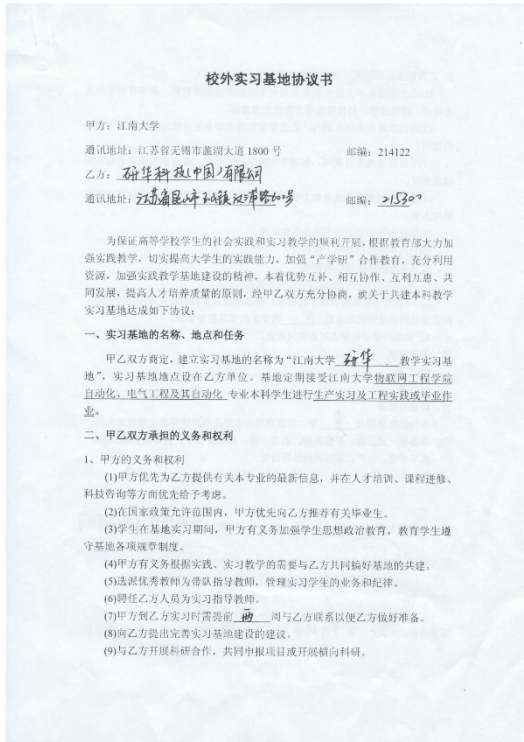 校外实习基地协议书
甲方：江南大学
通讯地址：江苏省无锡市蠡湖大道 1800 号 邮编：214122
乙方：研华科技(中国)有限公司
通讯地址：江苏省昆山市玉山镇汉浦路600号 邮编：215300
为保证高等学校学生的社会实践和实习教学的顺利开展，根据教育部大力加
强实践教学，切实提高大学生的实践能力，加强“产学研”合作教育，充分利用
资源，加强实践教学基地建设的精神，本着优势互补、相互协作、互利互惠、共
同发展，提高人才培养质量的原则，经甲乙双方充分协商，就关于共建本科教学
实习基地达成如下协议：
一、实习基地的名称、地点和任务
甲乙双方商定，建立实习基地的名称为“江南大学 研华 教学实习基
地”，实习基地地点设在乙方单位。基地定期接受江南大学物联网工程学院
自动化、电气工程及其自动化 专业本科学生进行生产实习及工程实践或毕业作
业。
二、甲乙双方承担的义务和权利
1、甲方的义务和权利
(1)甲方优先为乙方提供有关本专业的最新信息，并在人才培训、课程进修、
科技咨询等方面优先给予考虑。
(2)在国家政策允许范围内，甲方优先向乙方推荐有关毕业生。
(3)学生在基地实习期间，甲方有义务加强学生思想政治教育，教育学生遵
守基地各项规章制度。
(4)甲方有义务根据实践、实习教学的需要与乙方共同搞好基地的共建。
(5)选派优秀教师为带队指导教师，管理实习学生的业务和纪律。
(6)聘任乙方人员为实习指导教师。
(7)甲方到乙方实习时需提前 两 周与乙方联系以便乙方做好准备。
(8)向乙方提出完善实习基地建设的建议。
(9)与乙方开展科研合作，共同申报项目或开展横向科研。